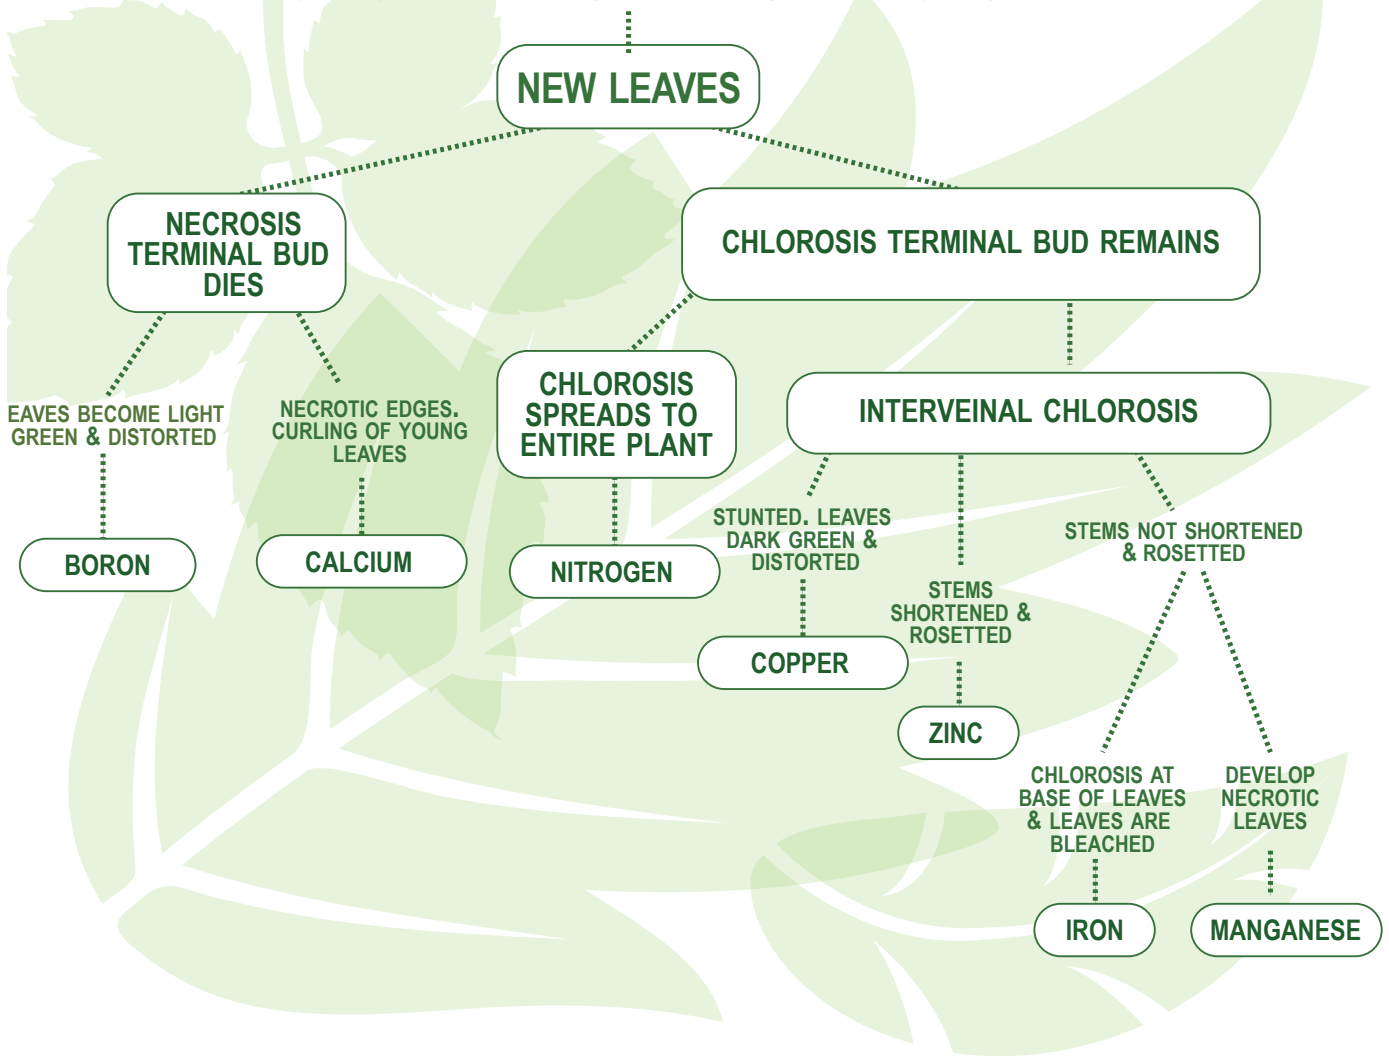 NEW LEAVES
NECROSIS
TERMINAL BUD
DIES
CHLOROSIS TERMINAL BUD REMAINS
CHLOROSIS
SPREADS TO
ENTIRE PLANT
INTERVEINAL CHLOROSIS
EAVES BECOME LIGHT
GREEN & DISTORTED
NECROTIC EDGES.
CURLING OF YOUNG
LEAVES
STUNTED. LEAVES
DARK GREEN &
DISTORTED
STEMS NOT SHORTENED
& ROSETTED
BORON
CALCIUM
NITROGEN
STEMS
SHORTENED &
ROSETTED
COPPER
ZINC
CHLOROSIS AT
BASE OF LEAVES
& LEAVES ARE
BLEACHED
DEVELOP
NECROTIC
LEAVES
IRON
MANGANESE